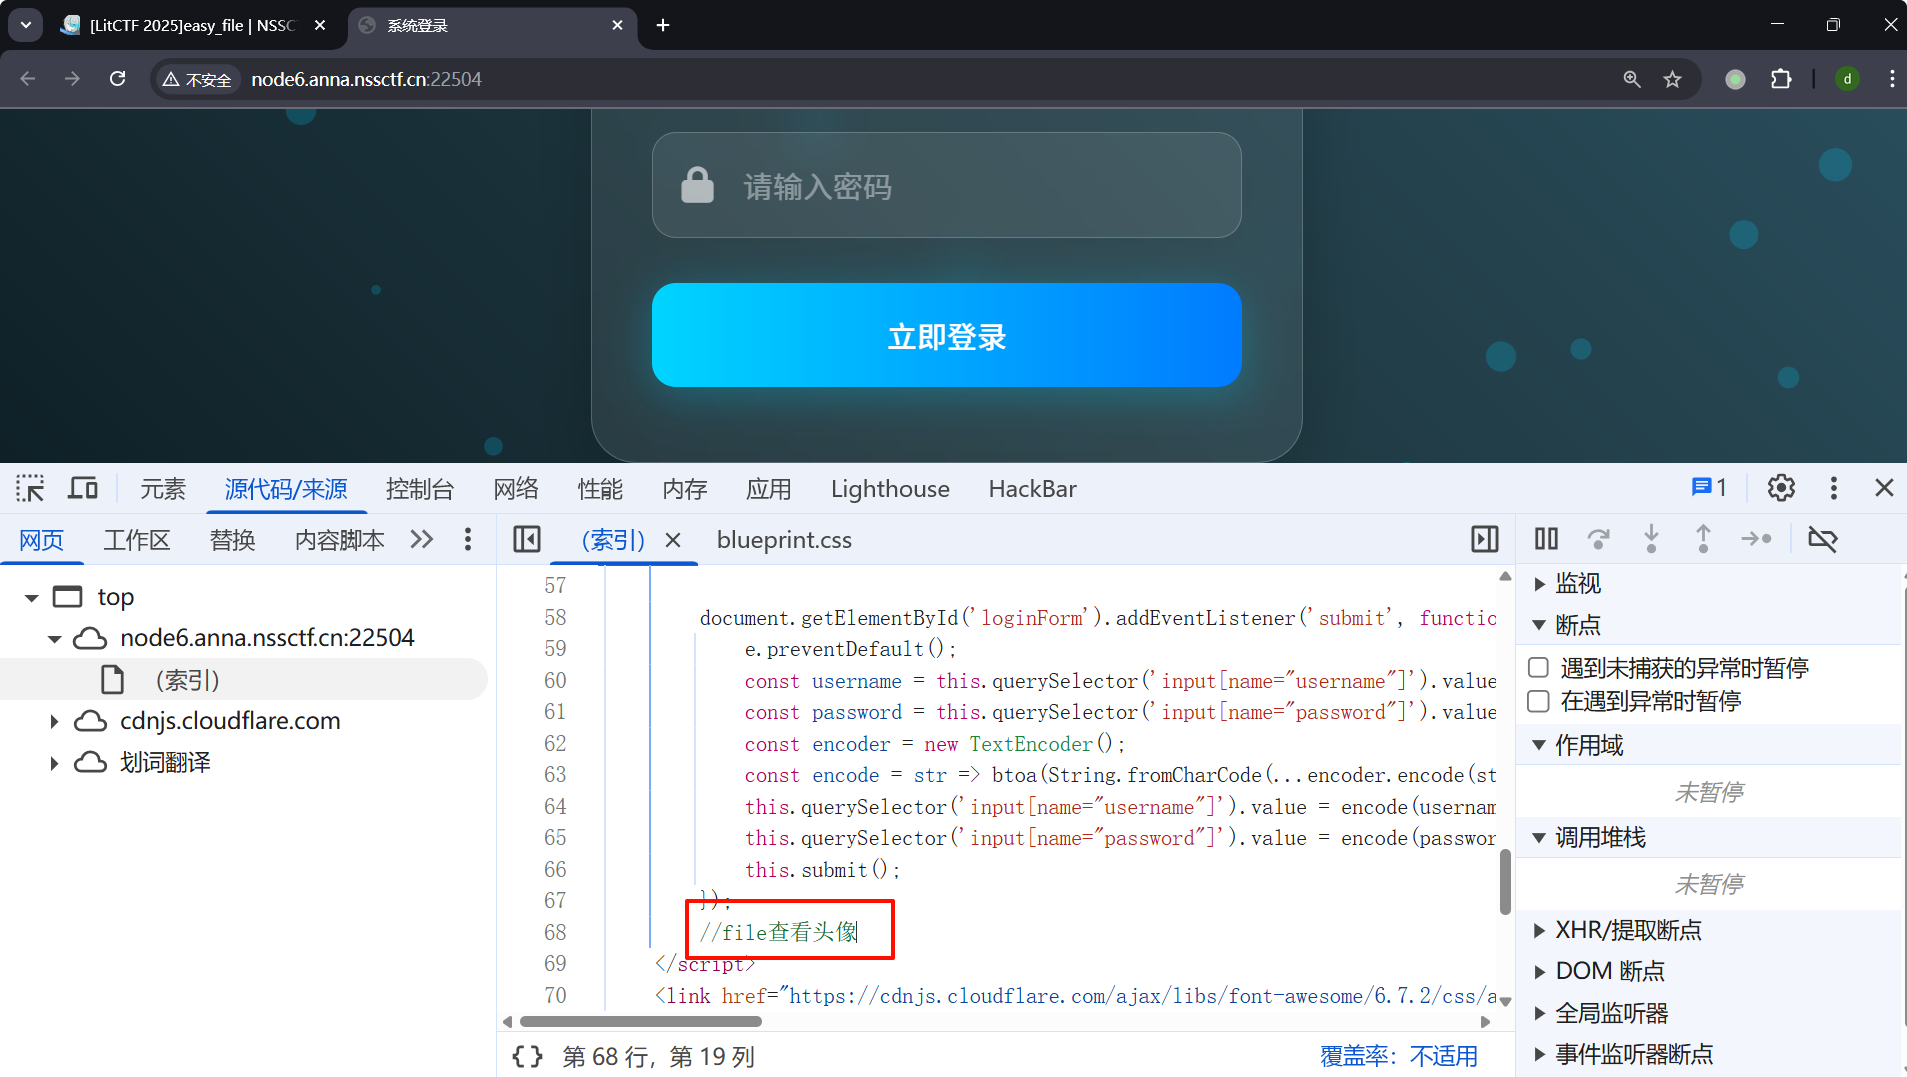 [LitCTF 2025]easy_file | NSSC
系统登录
不安全
node6.anna.nssctf.cn:22504
d
请输入密码
立即登录
元素
源代码/来源
控制台
网络
性能
内存
应用
Lighthouse
HackBar
1
网页
工作区
替换
内容脚本
(索引)
blueprint.css
top
node6.anna.nssctf.cn:22504
(索引)
cdnjs.cloudflare.com
划词翻译
57
58 document.getElementById('loginForm').addEventListener('submit', functio
59 e.preventDefault();
60 const username = this.querySelector('input[name="username"]').value
61 const password = this.querySelector('input[name="password"]').value
62 const encoder = new TextEncoder();
63 const encode = str => btoa(String.fromCharCode(...encoder.encode(st
64 this.querySelector('input[name="username"]').value = encode(usernam
65 this.querySelector('input[name="password"]').value = encode(passwor
66 this.submit();
67 });
68 //file查看头像
69 </script>
70 <link href="https://cdnjs.cloudflare.com/ajax/libs/font-awesome/6.7.2/css/a
{} 第 68 行，第 19 列
覆盖率：不适用
监视
断点
遇到未捕获的异常时暂停
在遇到异常时暂停
作用域
未暂停
调用堆栈
未暂停
XHR/提取断点
DOM 断点
全局监听器
事件监听器断点